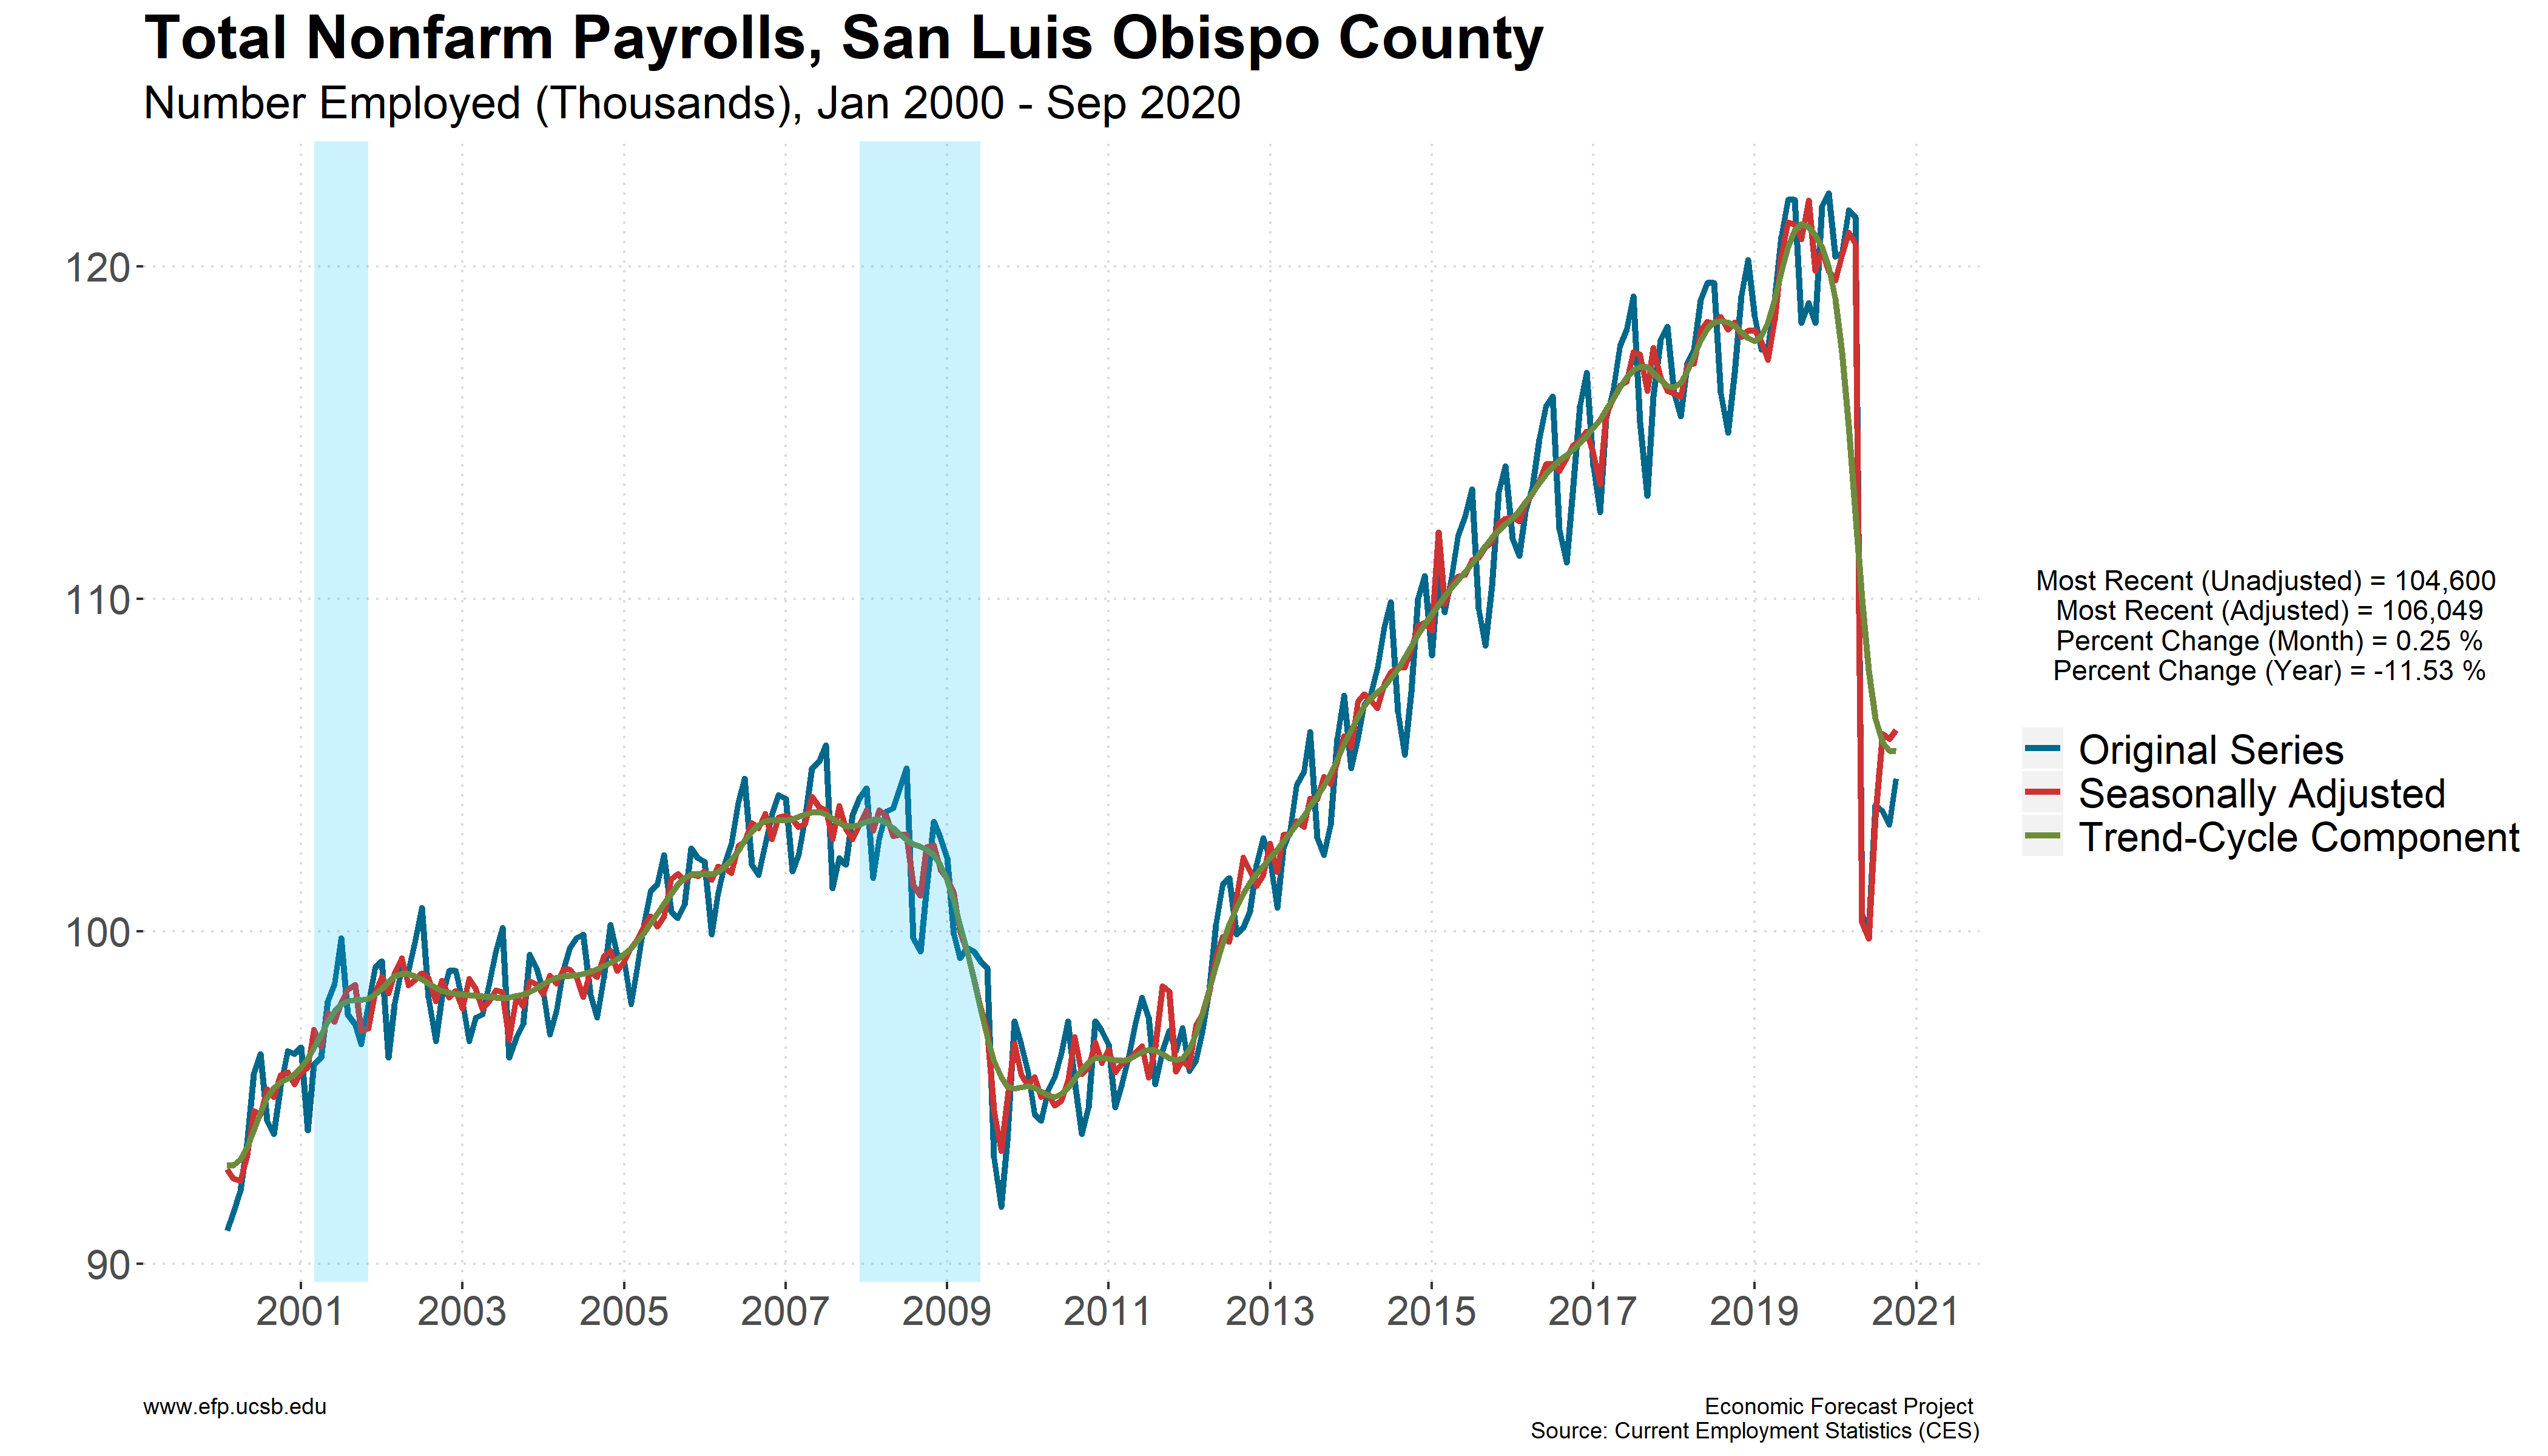 Total Nonfarm Payrolls, San Luis Obispo County
Number Employed (Thousands), Jan 2000 - Sep 2020
120
110
100
90
2001 2003 2005 2007 2009 2011 2013 2015 2017 2019 2021
Most Recent (Unadjusted) = 104,600
Most Recent (Adjusted) = 106,049
Percent Change (Month) = 0.25 %
Percent Change (Year) = -11.53 %
Original Series
Seasonally Adjusted
Trend-Cycle Component
www.efp.ucsb.edu
Economic Forecast Project
Source: Current Employment Statistics (CES)